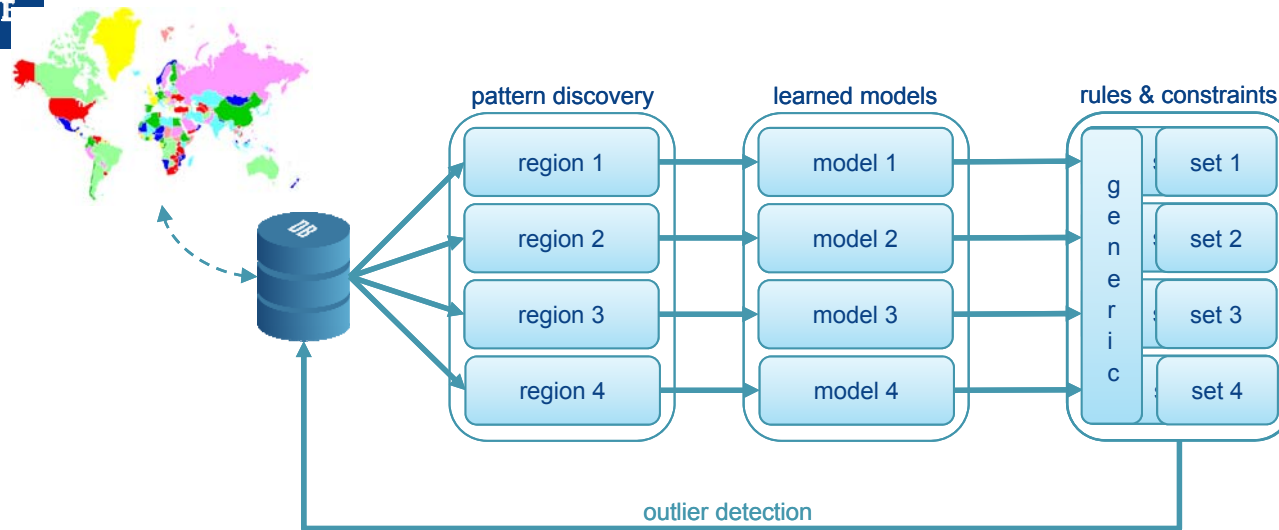 pattern discovery
learned models
rules & constraints
region 1
model 1
set 1
region 2
model 2
set 2
region 3
model 3
set 3
region 4
model 4
set 4
generic
DB
outlier detection